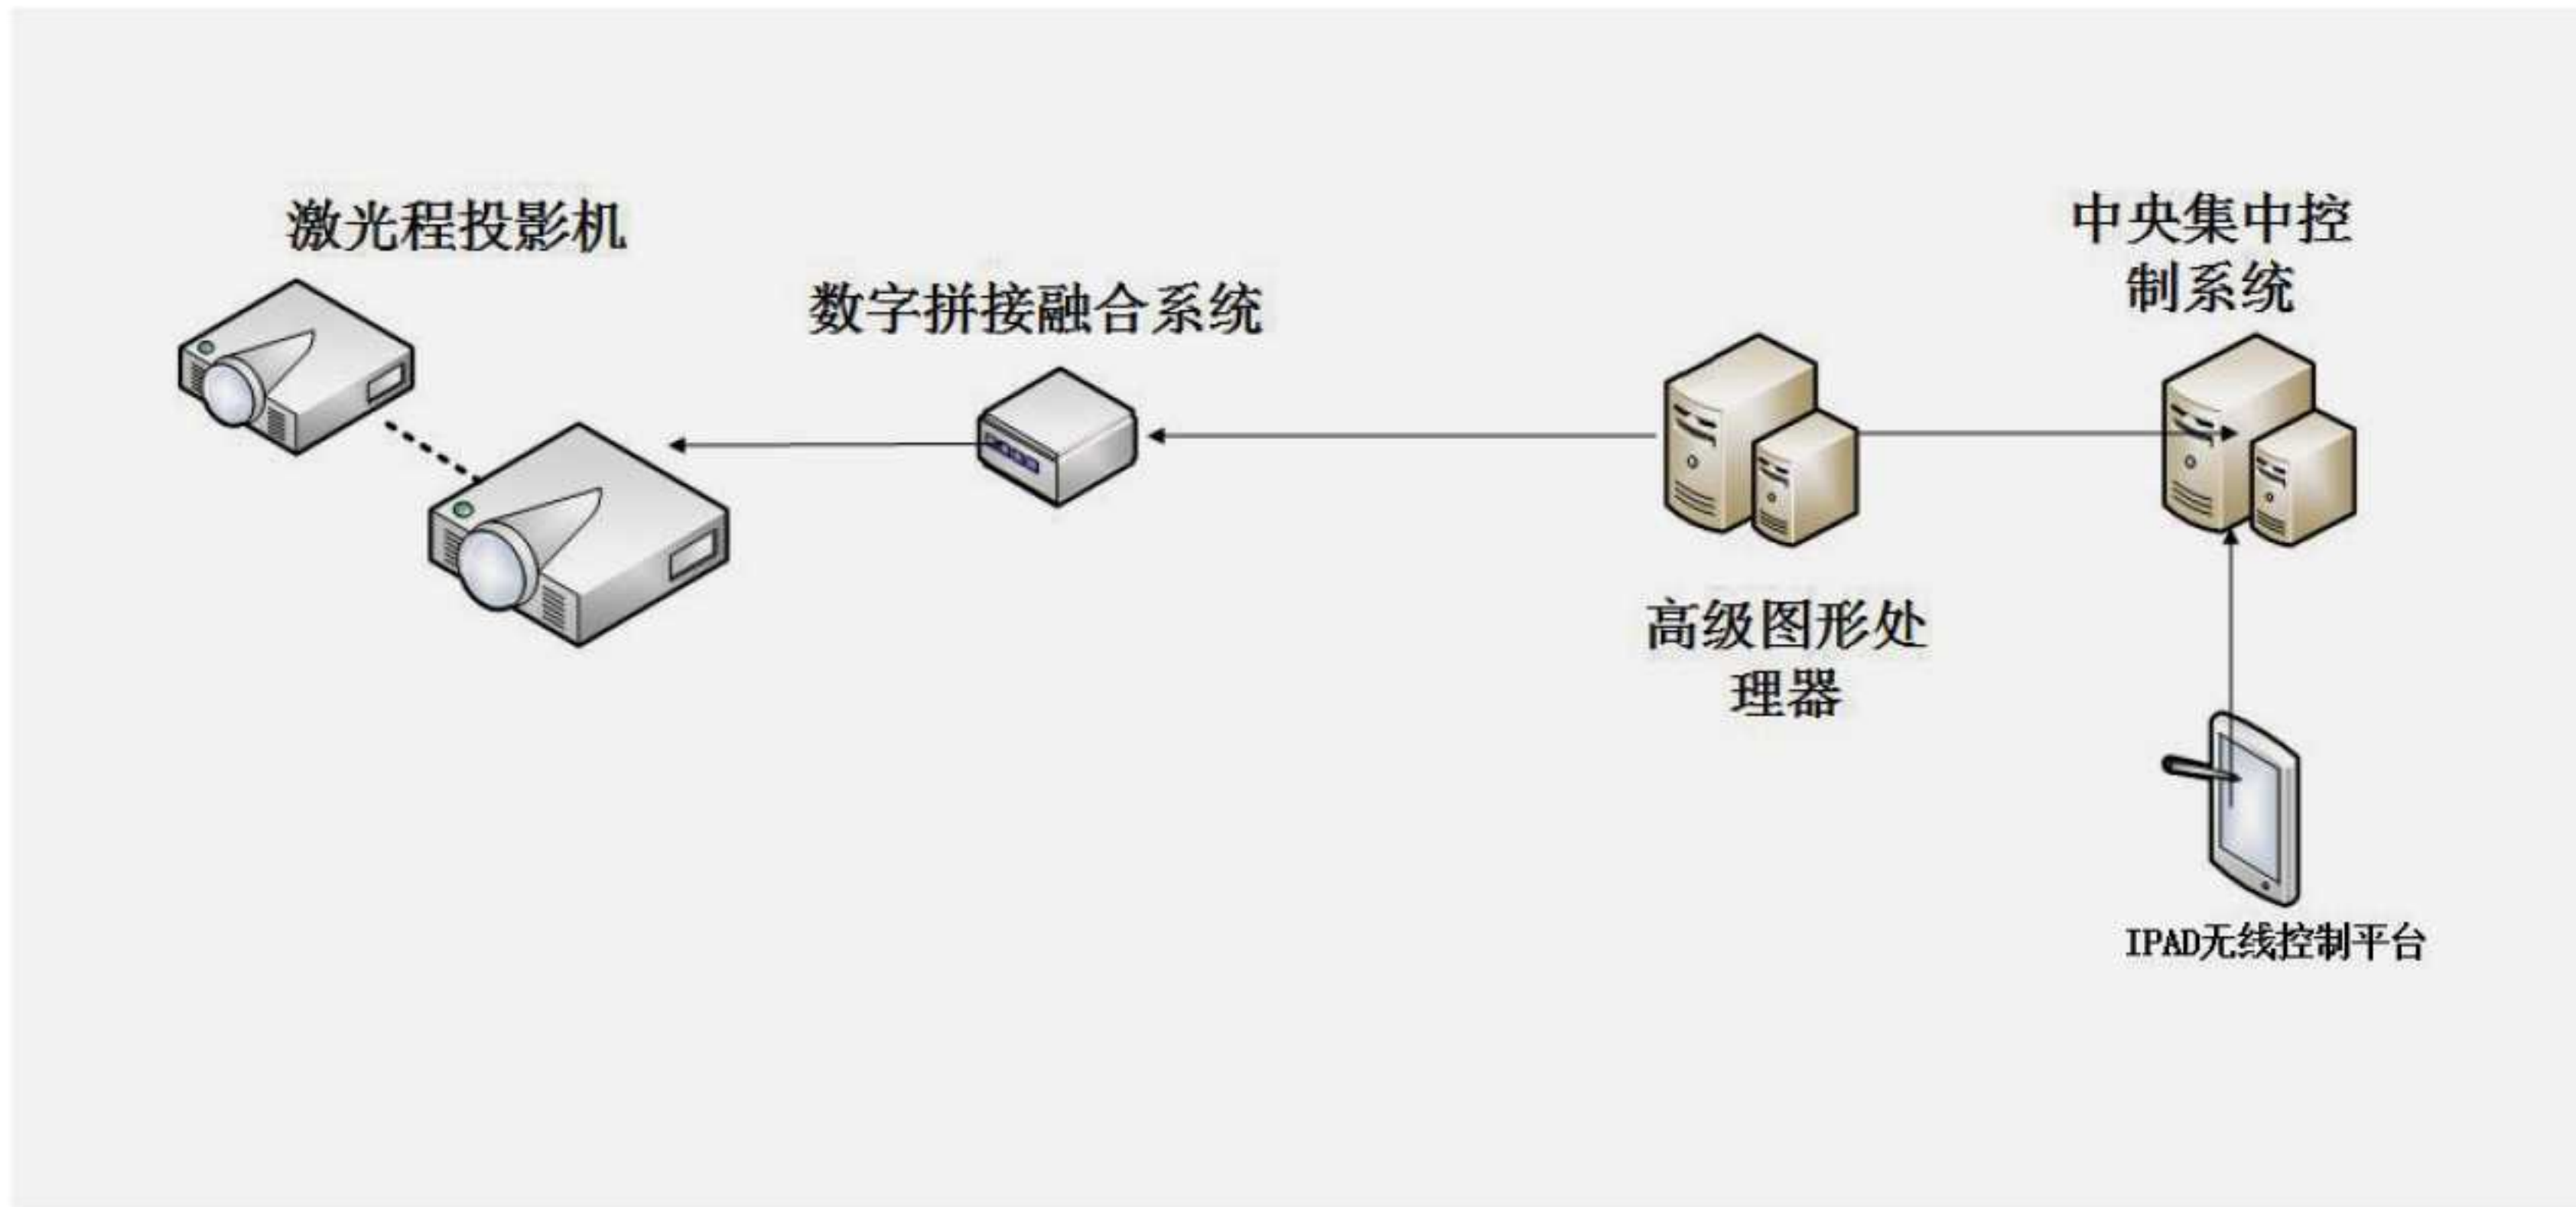 激光程投影机
数字拼接融合系统
中央集中控
制系统
高级图形处
理器
IPAD无线控制平台